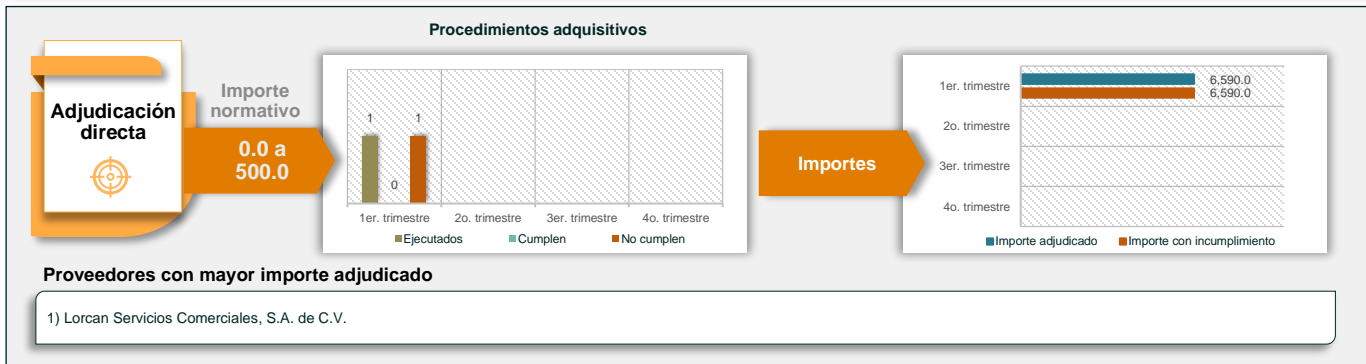 Procedimientos adquisitivos
Adjudicación
directa
Importe
normativo
0.0 a
500.0
1
0
1
1er. trimestre
2o. trimestre
3er. trimestre
4o. trimestre
Ejecutados
Cumplen
No cumplen
Importes
1er. trimestre
6,590.0
6,590.0
2o. trimestre
3er. trimestre
4o. trimestre
Importe adjudicado
Importe con incumplimiento
Proveedores con mayor importe adjudicado
1) Lorcan Servicios Comerciales, S.A. de C.V.